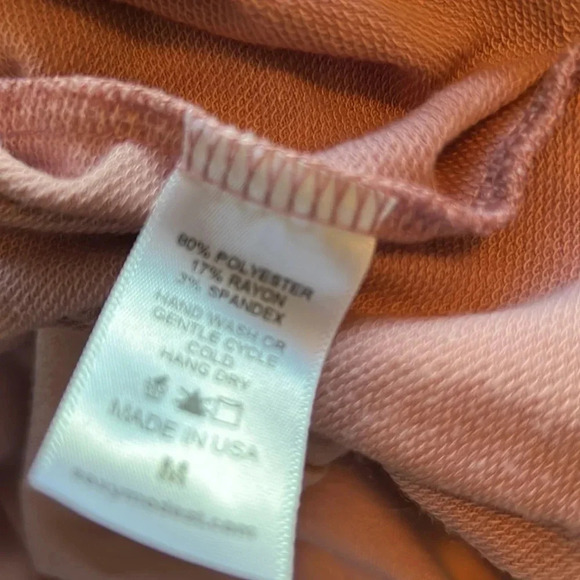 80% POLYESTER
17% RAYON
3% SPANDEX
HAND WASH OR
GENTLE CYCLE
COLD
HANG DRY
MADE IN USA
M